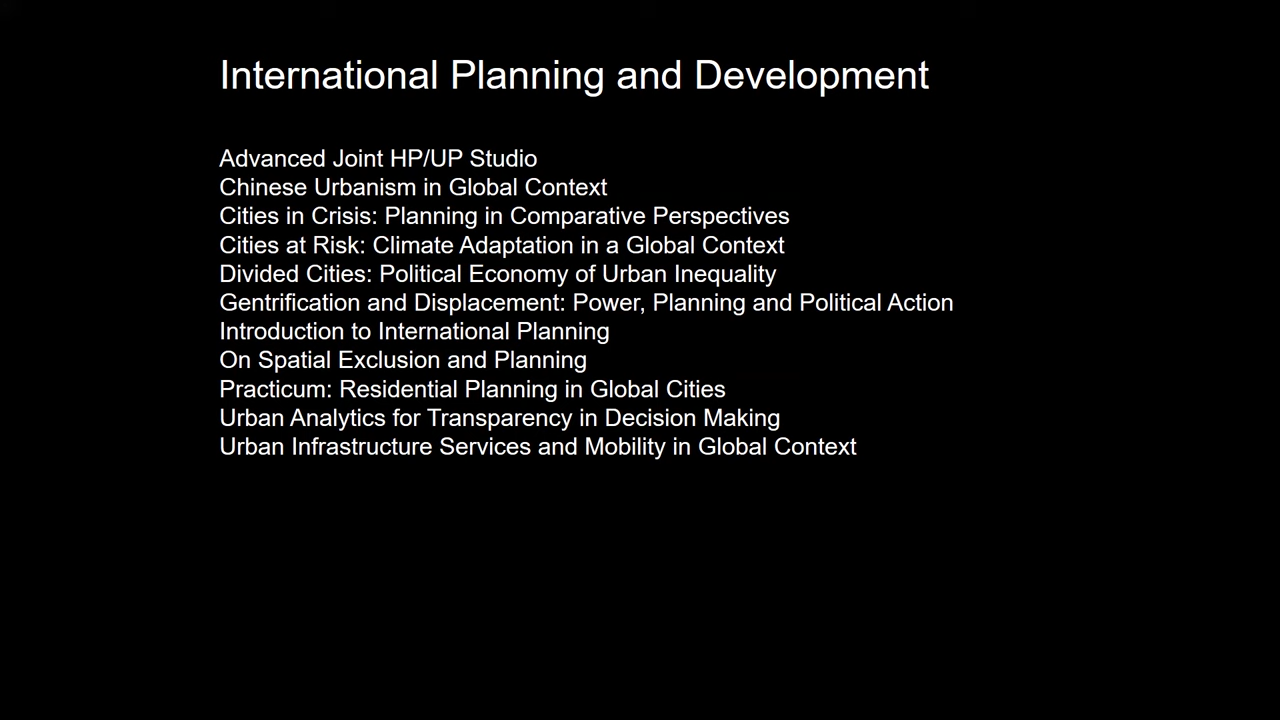 International Planning and Development
Advanced Joint HP/UP Studio
Chinese Urbanism in Global Context
Cities in Crisis: Planning in Comparative Perspectives
Cities at Risk: Climate Adaptation in a Global Context
Divided Cities: Political Economy of Urban Inequality
Gentrification and Displacement: Power, Planning and Political Action
Introduction to International Planning
On Spatial Exclusion and Planning
Practicum: Residential Planning in Global Cities
Urban Analytics for Transparency in Decision Making
Urban Infrastructure Services and Mobility in Global Context